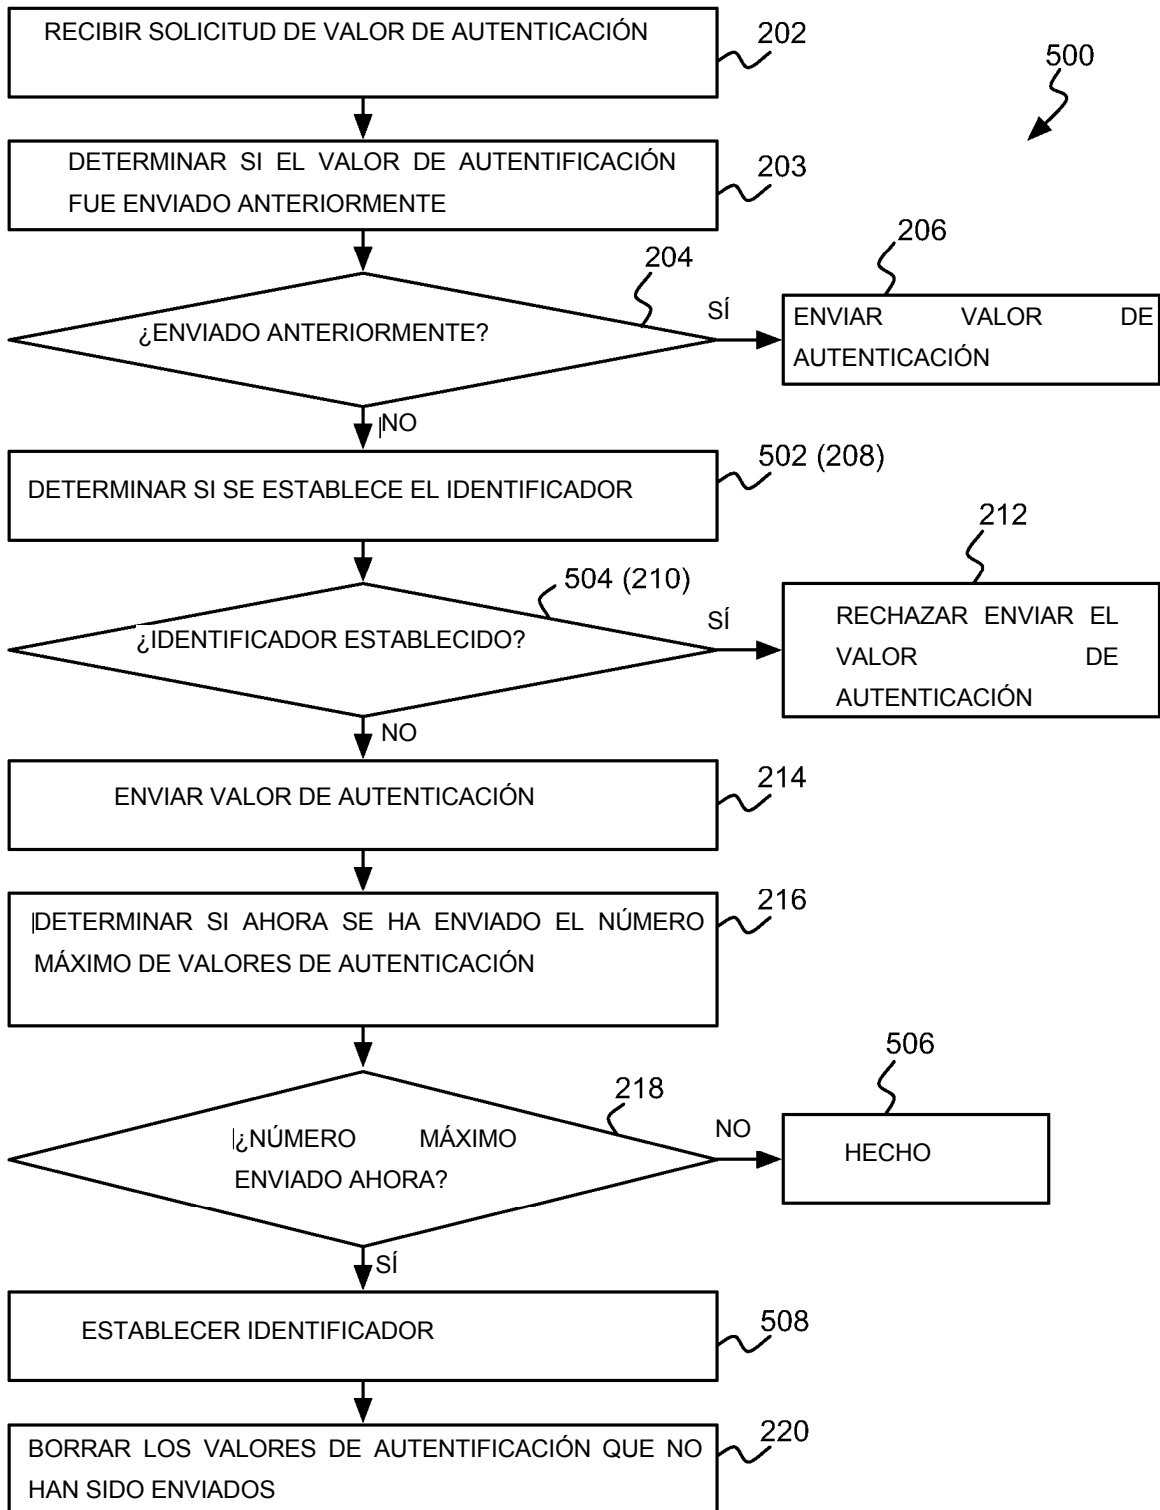 RECIBIR SOLICITUD DE VALOR DE AUTENTICACIÓN
202
500
DETERMINAR SI EL VALOR DE AUTENTIFICACIÓN
FUE ENVIADO ANTERIORMENTE
203
204
206
¿ENVIADO ANTERIORMENTE?
SÍ
ENVIAR VALOR DE
AUTENTICACIÓN
NO
502 (208)
DETERMINAR SI SE ESTABLECE EL IDENTIFICADOR
212
504 (210)
¿IDENTIFICADOR ESTABLECIDO?
SÍ
RECHAZAR ENVIAR EL
VALOR DE
AUTENTICACIÓN
NO
ENVIAR VALOR DE AUTENTICACIÓN
214
DETERMINAR SI AHORA SE HA ENVIADO EL NÚMERO
MÁXIMO DE VALORES DE AUTENTICACIÓN
216
506
218
¿NÚMERO MÁXIMO
ENVIADO AHORA?
NO
HECHO
SÍ
ESTABLECER IDENTIFICADOR
508
BORRAR LOS VALORES DE AUTENTIFICACIÓN QUE NO
HAN SIDO ENVIADOS
220